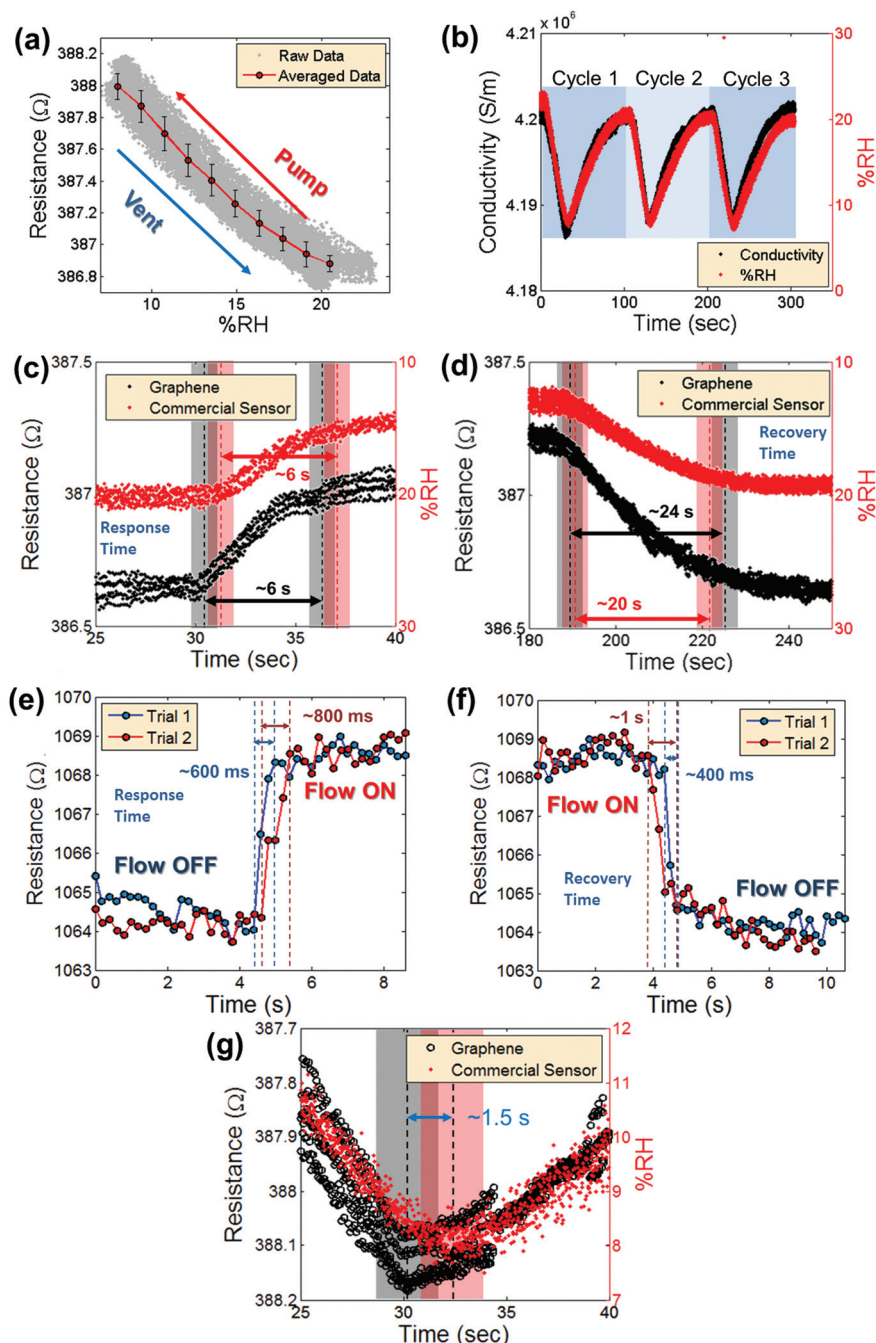 (a)
388.2
388
387.8
387.6
387.4
387.2
387
386.8
Resistance (Ω)
Raw Data
Averaged Data
Pump
Vent
10
15
20
%RH
(b)
4.21 x 10⁶
4.20
4.19
4.18
Conductivity (S/m)
Cycle 1
Cycle 2
Cycle 3
30
20
10
0
%RH
Conductivity
%RH
0
100
200
300
Time (sec)
(c)
387.5
387
386.5
Resistance (Ω)
Graphene
Commercial Sensor
~6 s
Response
Time
~6 s
10
20
30
%RH
25
30
35
40
Time (sec)
(d)
387.5
387
386.5
Resistance (Ω)
Graphene
Commercial Sensor
Recovery
Time
~24 s
~20 s
10
20
30
%RH
180
200
220
240
Time (sec)
(e)
1070
1069
1068
1067
1066
1065
1064
1063
Resistance (Ω)
Trial 1
Trial 2
~800 ms
~600 ms
Response
Time
Flow ON
Flow OFF
0
2
4
6
8
Time (s)
(f)
1070
1069
1068
1067
1066
1065
1064
1063
Resistance (Ω)
~1 s
Trial 1
Trial 2
~400 ms
Flow ON
Recovery
Time
Flow OFF
0
2
4
6
8
10
Time (s)
(g)
387.7
387.8
387.9
388
388.1
388.2
Resistance (Ω)
Graphene
Commercial Sensor
~1.5 s
12
11
10
9
8
7
%RH
25
30
35
40
Time (sec)